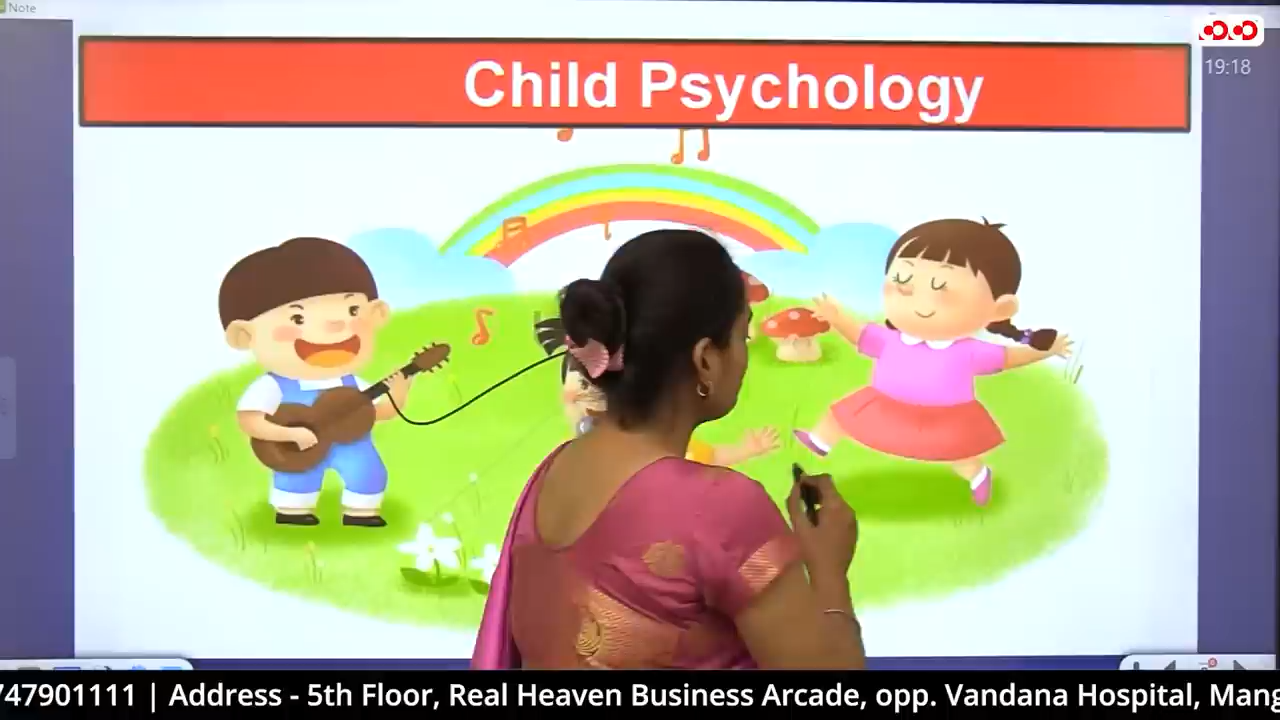 Note
Child Psychology
19:18
747901111 | Address - 5th Floor, Real Heaven Business Arcade, opp. Vandana Hospital, Mang